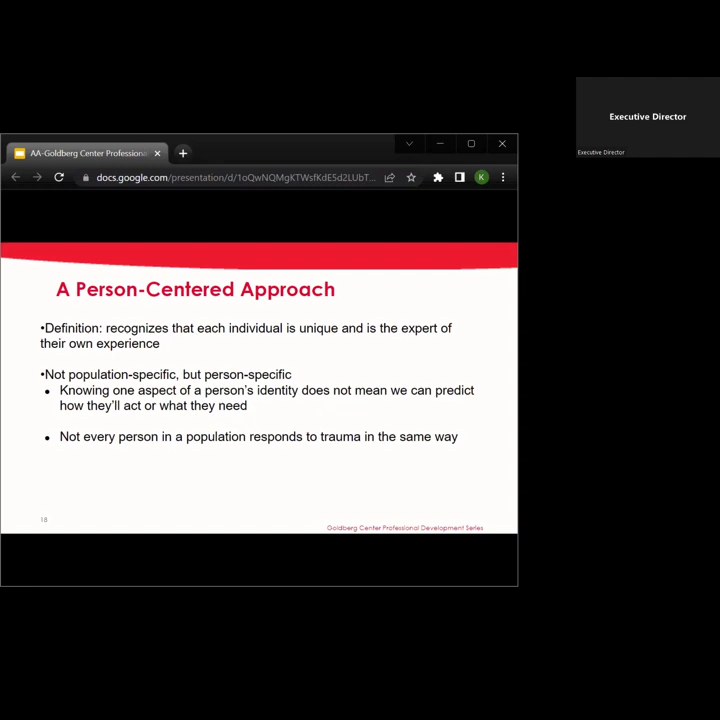 Executive Director
Executive Director
AA-Goldberg Center Professiona
docs.google.com/presentation/d/1oQwNQMgKTWsfKdE5d2LUbT...
K
A Person-Centered Approach
•Definition: recognizes that each individual is unique and is the expert of
their own experience
•Not population-specific, but person-specific
• Knowing one aspect of a person's identity does not mean we can predict
how they'll act or what they need
• Not every person in a population responds to trauma in the same way
18
Goldberg Center Professional Development Series